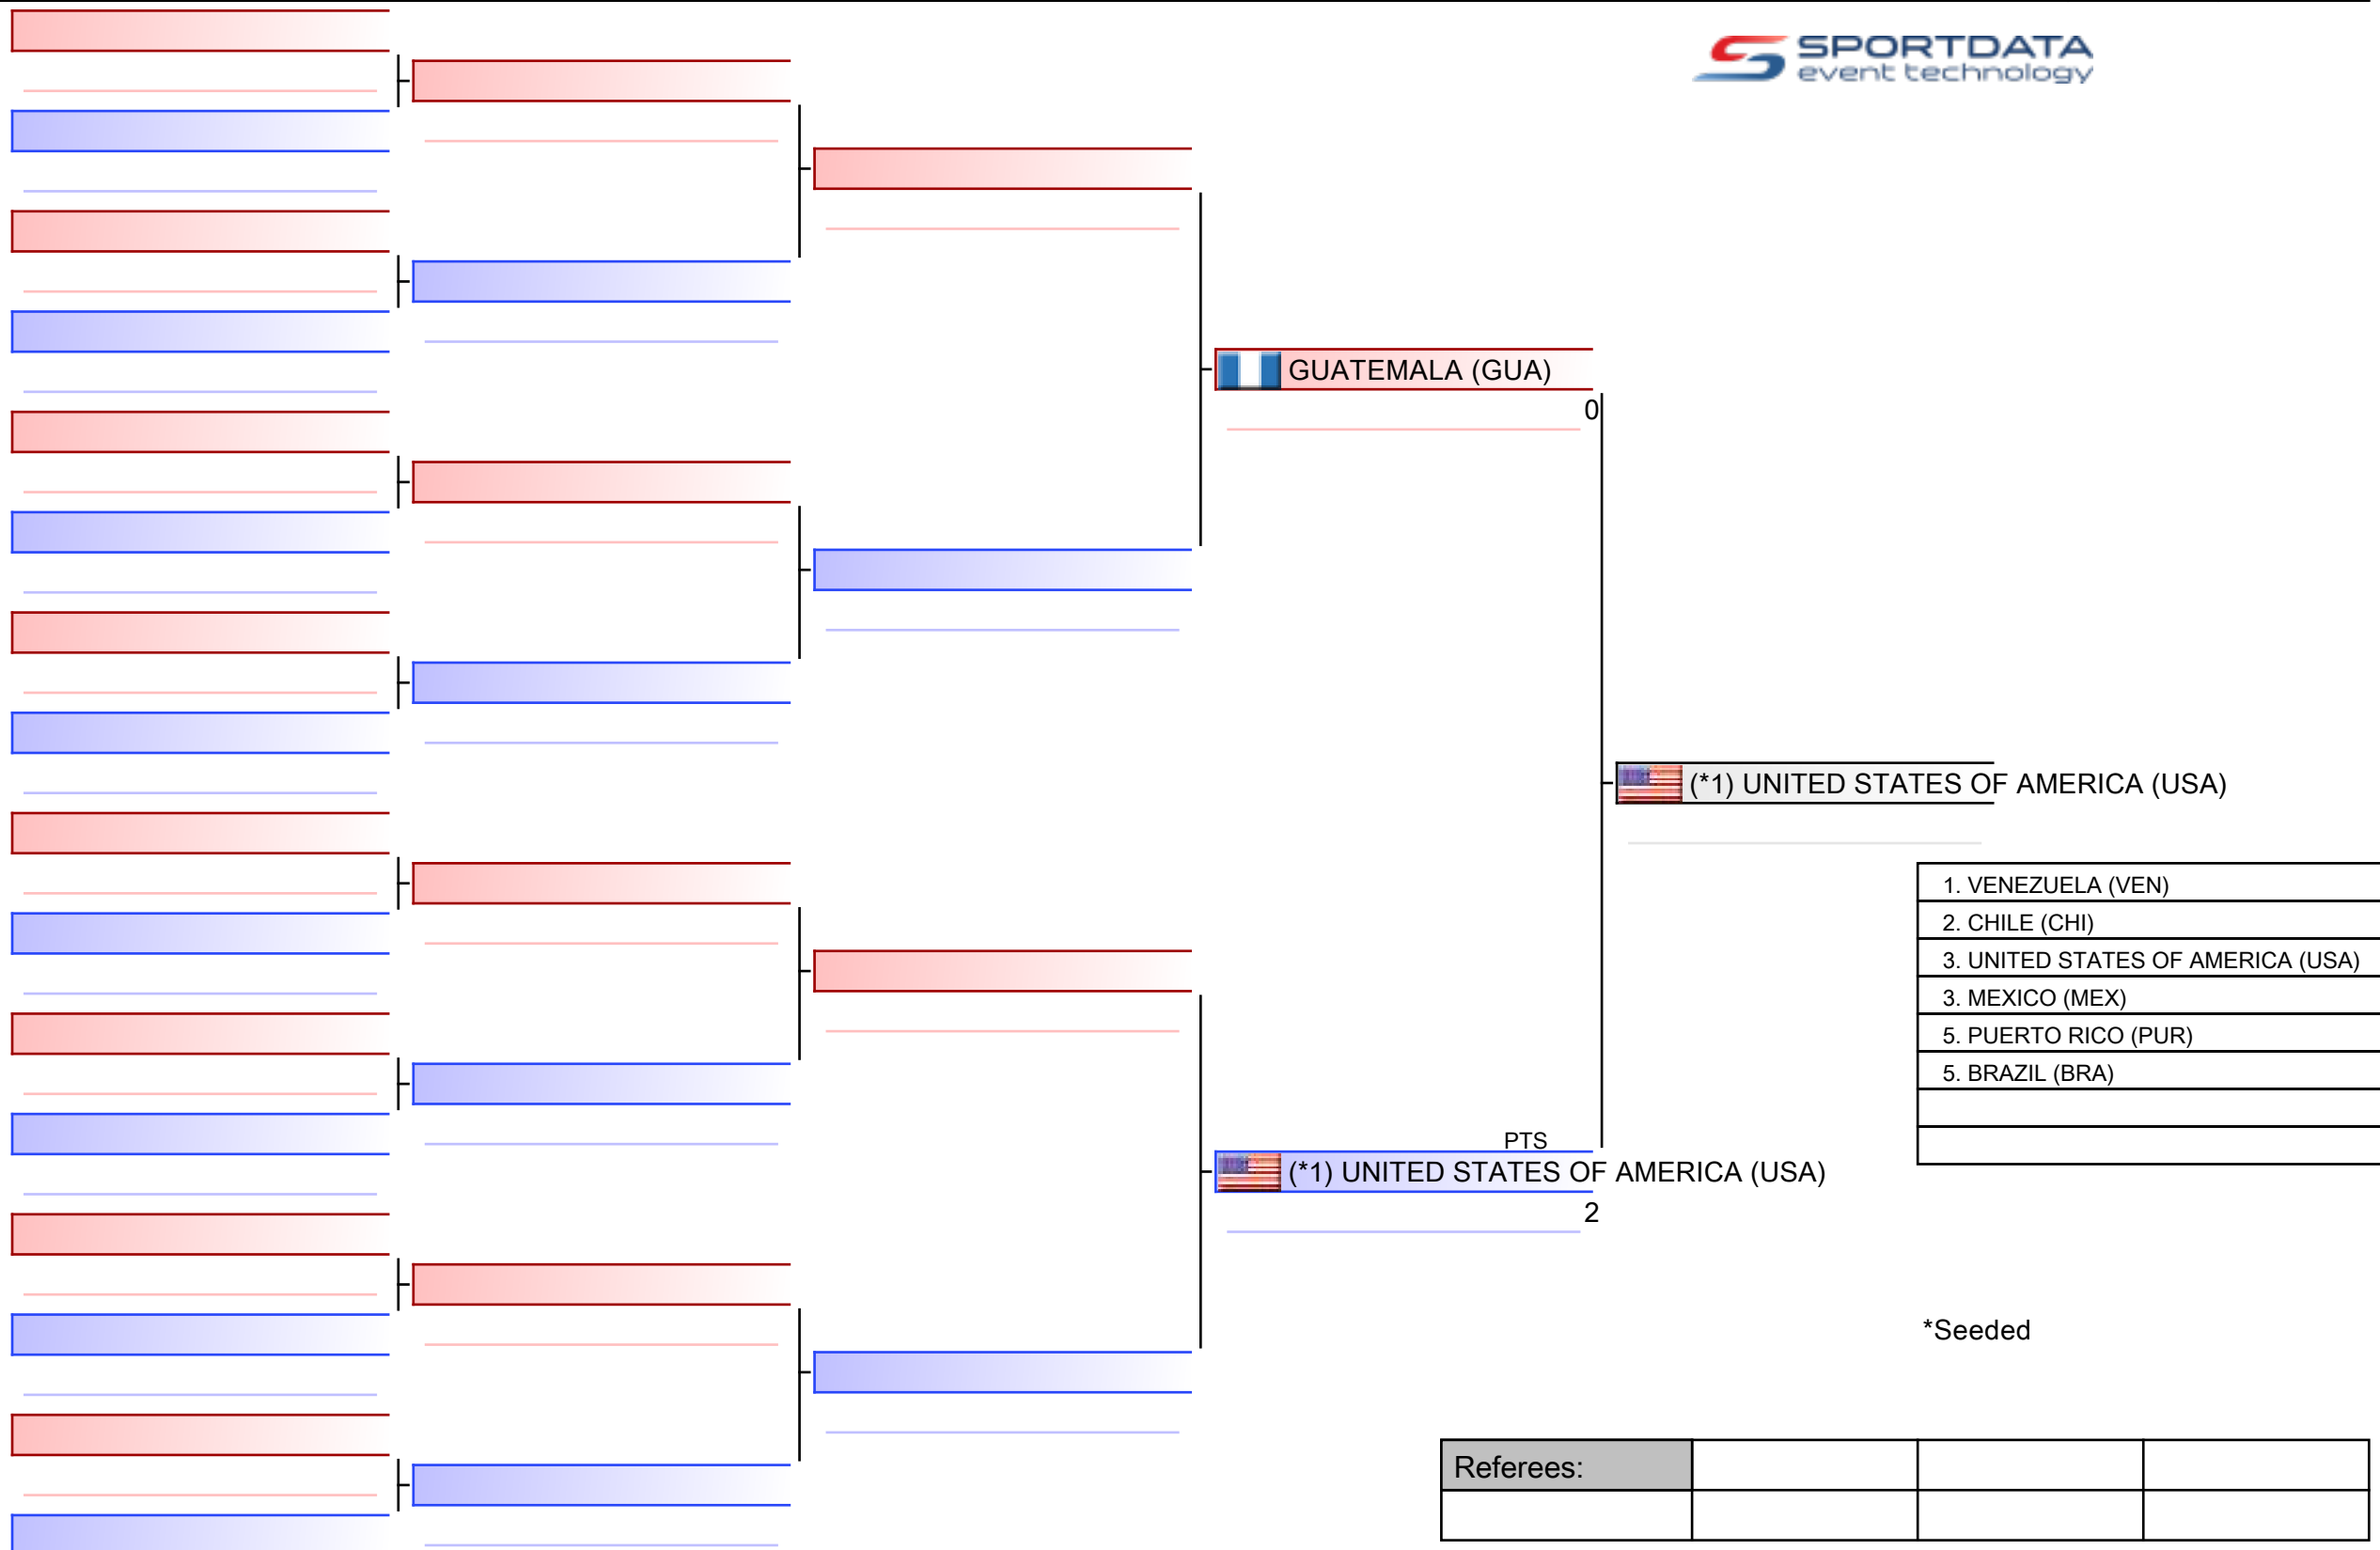 SPORTDATA
event technology
GUATEMALA (GUA)
0
(*1) UNITED STATES OF AMERICA (USA)
1. VENEZUELA (VEN)
2. CHILE (CHI)
3. UNITED STATES OF AMERICA (USA)
3. MEXICO (MEX)
5. PUERTO RICO (PUR)
5. BRAZIL (BRA)
PTS
(*1) UNITED STATES OF AMERICA (USA)
2
*Seeded
Referees: